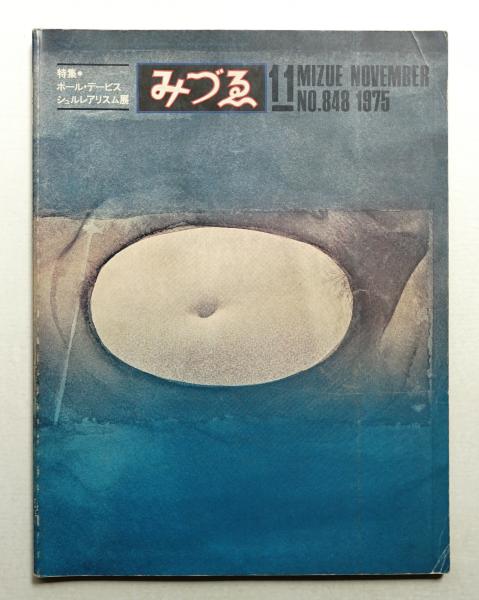 特集●
ポール・デービス
シュルレアリスム展
みづゑ
11
MIZUE NOVEMBER
NO.848 1975